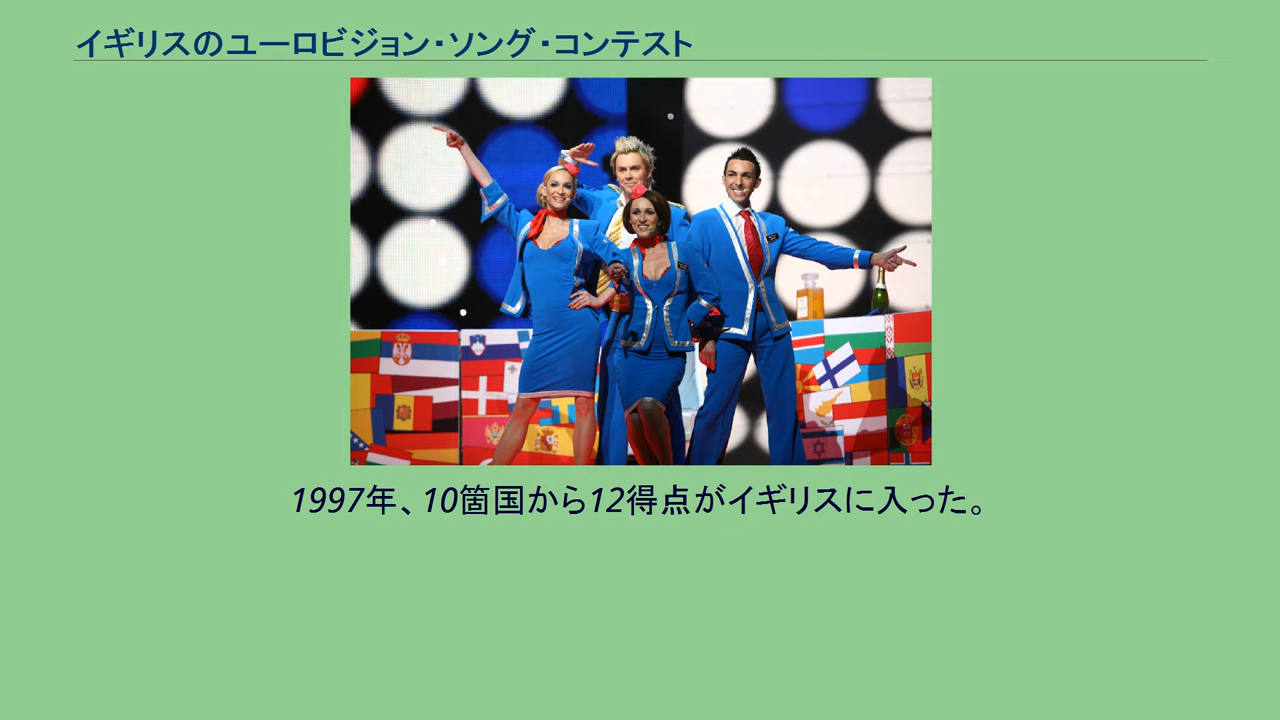 イギリスのユーロビジョン・ソング・コンテスト
1997年、10箇国から12得点がイギリスに入った。